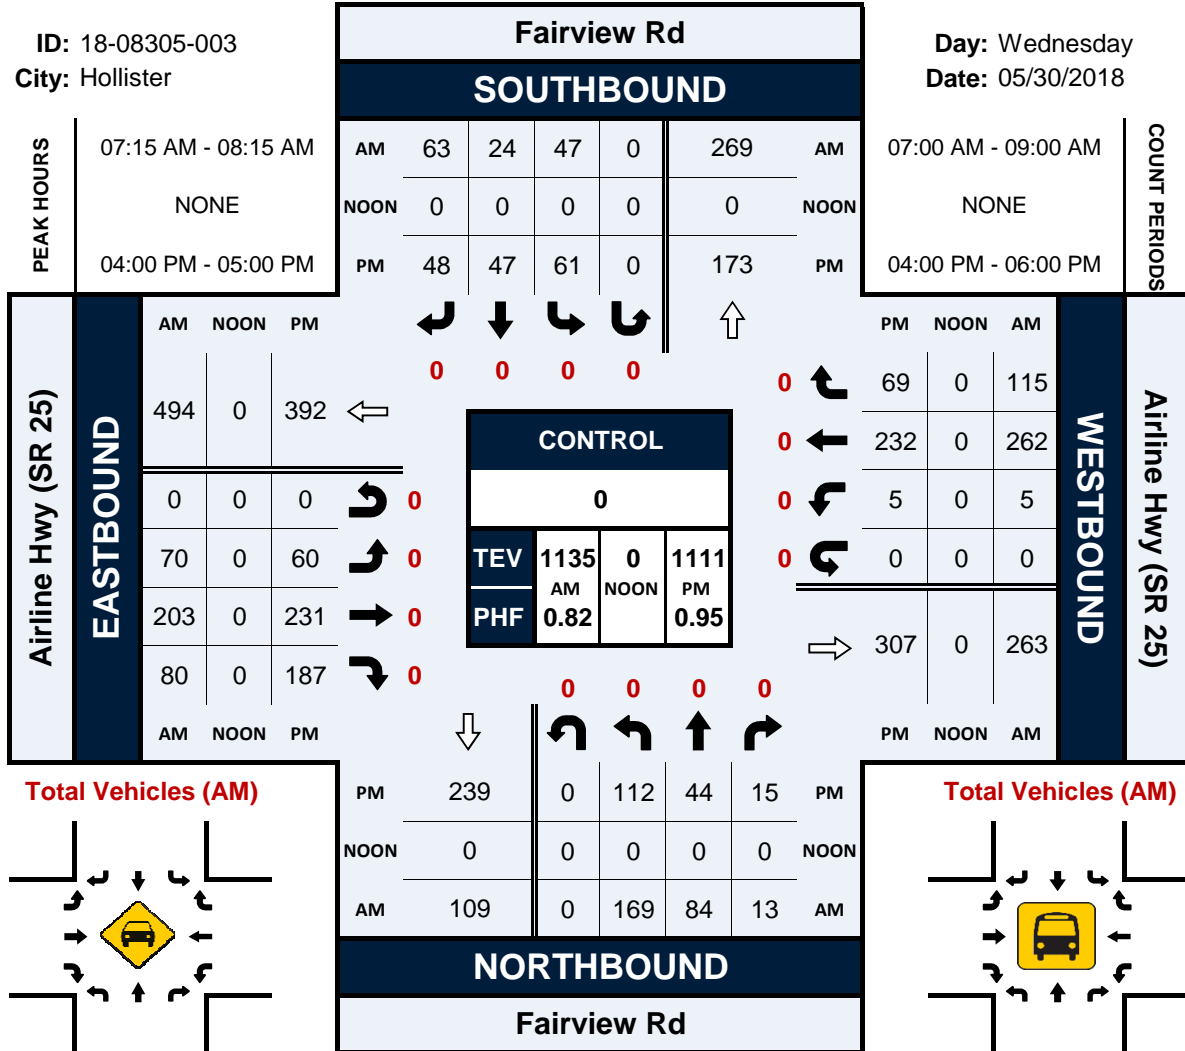 Fairview Rd
ID: 18-08305-003
Day: Wednesday
City: Hollister
SOUTHBOUND
Date: 05/30/2018
PEAK HOURS
07:15 AM - 08:15 AM
AM 63 24 47 0 269 AM
07:00 AM - 09:00 AM
COUNT PERIODS
NONE
NOON 0 0 0 0 0 NOON
NONE
04:00 PM - 05:00 PM
PM 48 47 61 0 173 PM
04:00 PM - 06:00 PM
Airline Hwy (SR 25)
EASTBOUND
AM NOON PM
PM NOON AM
0 0 0 0
494 0 392
0 69 0 115
0 232 0 262
0 0 0 0
0 5 0 5
70 0 60 0
0 0 0 0
203 0 231 0
307 0 263
80 0 187 0
AM NOON PM
PM NOON AM
WESTBOUND
Airline Hwy (SR 25)
CONTROL
0
TEV 1135 0 1111
AM NOON PM
PHF 0.82 0.95
0 0 0 0
Total Vehicles (AM)
PM 239 0 112 44 15 PM
Total Vehicles (AM)
NOON 0 0 0 0 0 NOON
AM 109 0 169 84 13 AM
NORTHBOUND
Fairview Rd